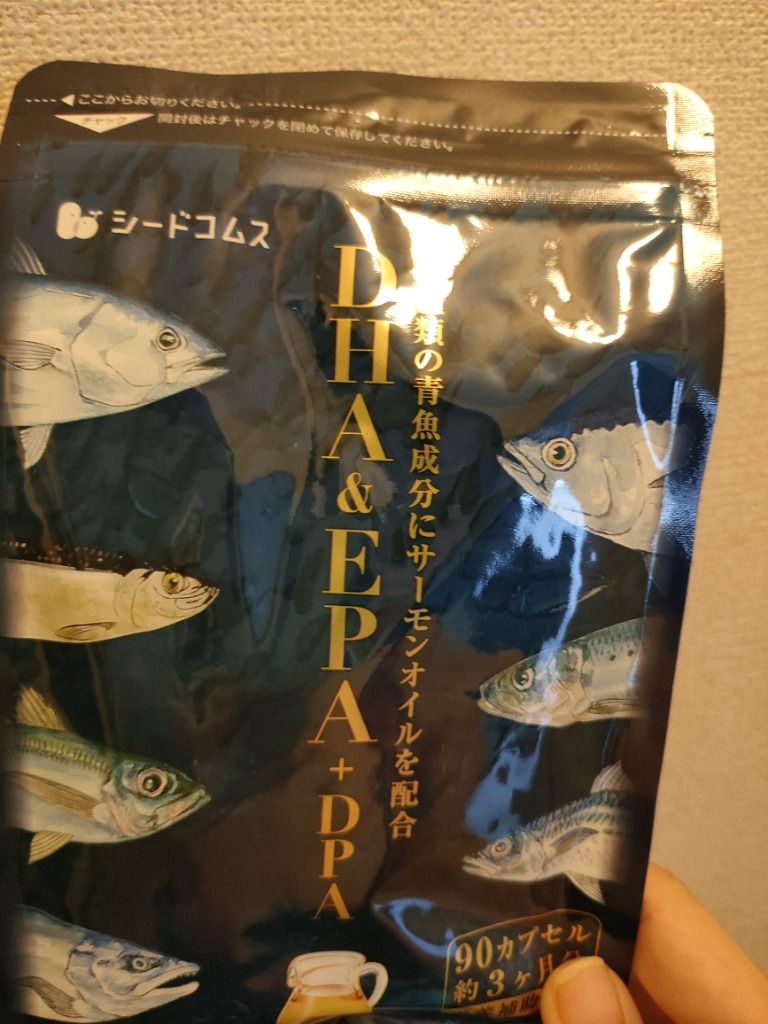 ここからお切りください。
チャック
開封後はチャックを閉めて保存してください。
シードコムス
DHA&EPA+DPA
類の青魚成分にサーモンオイルを配合
90カプセル
約3ヶ月分
補助